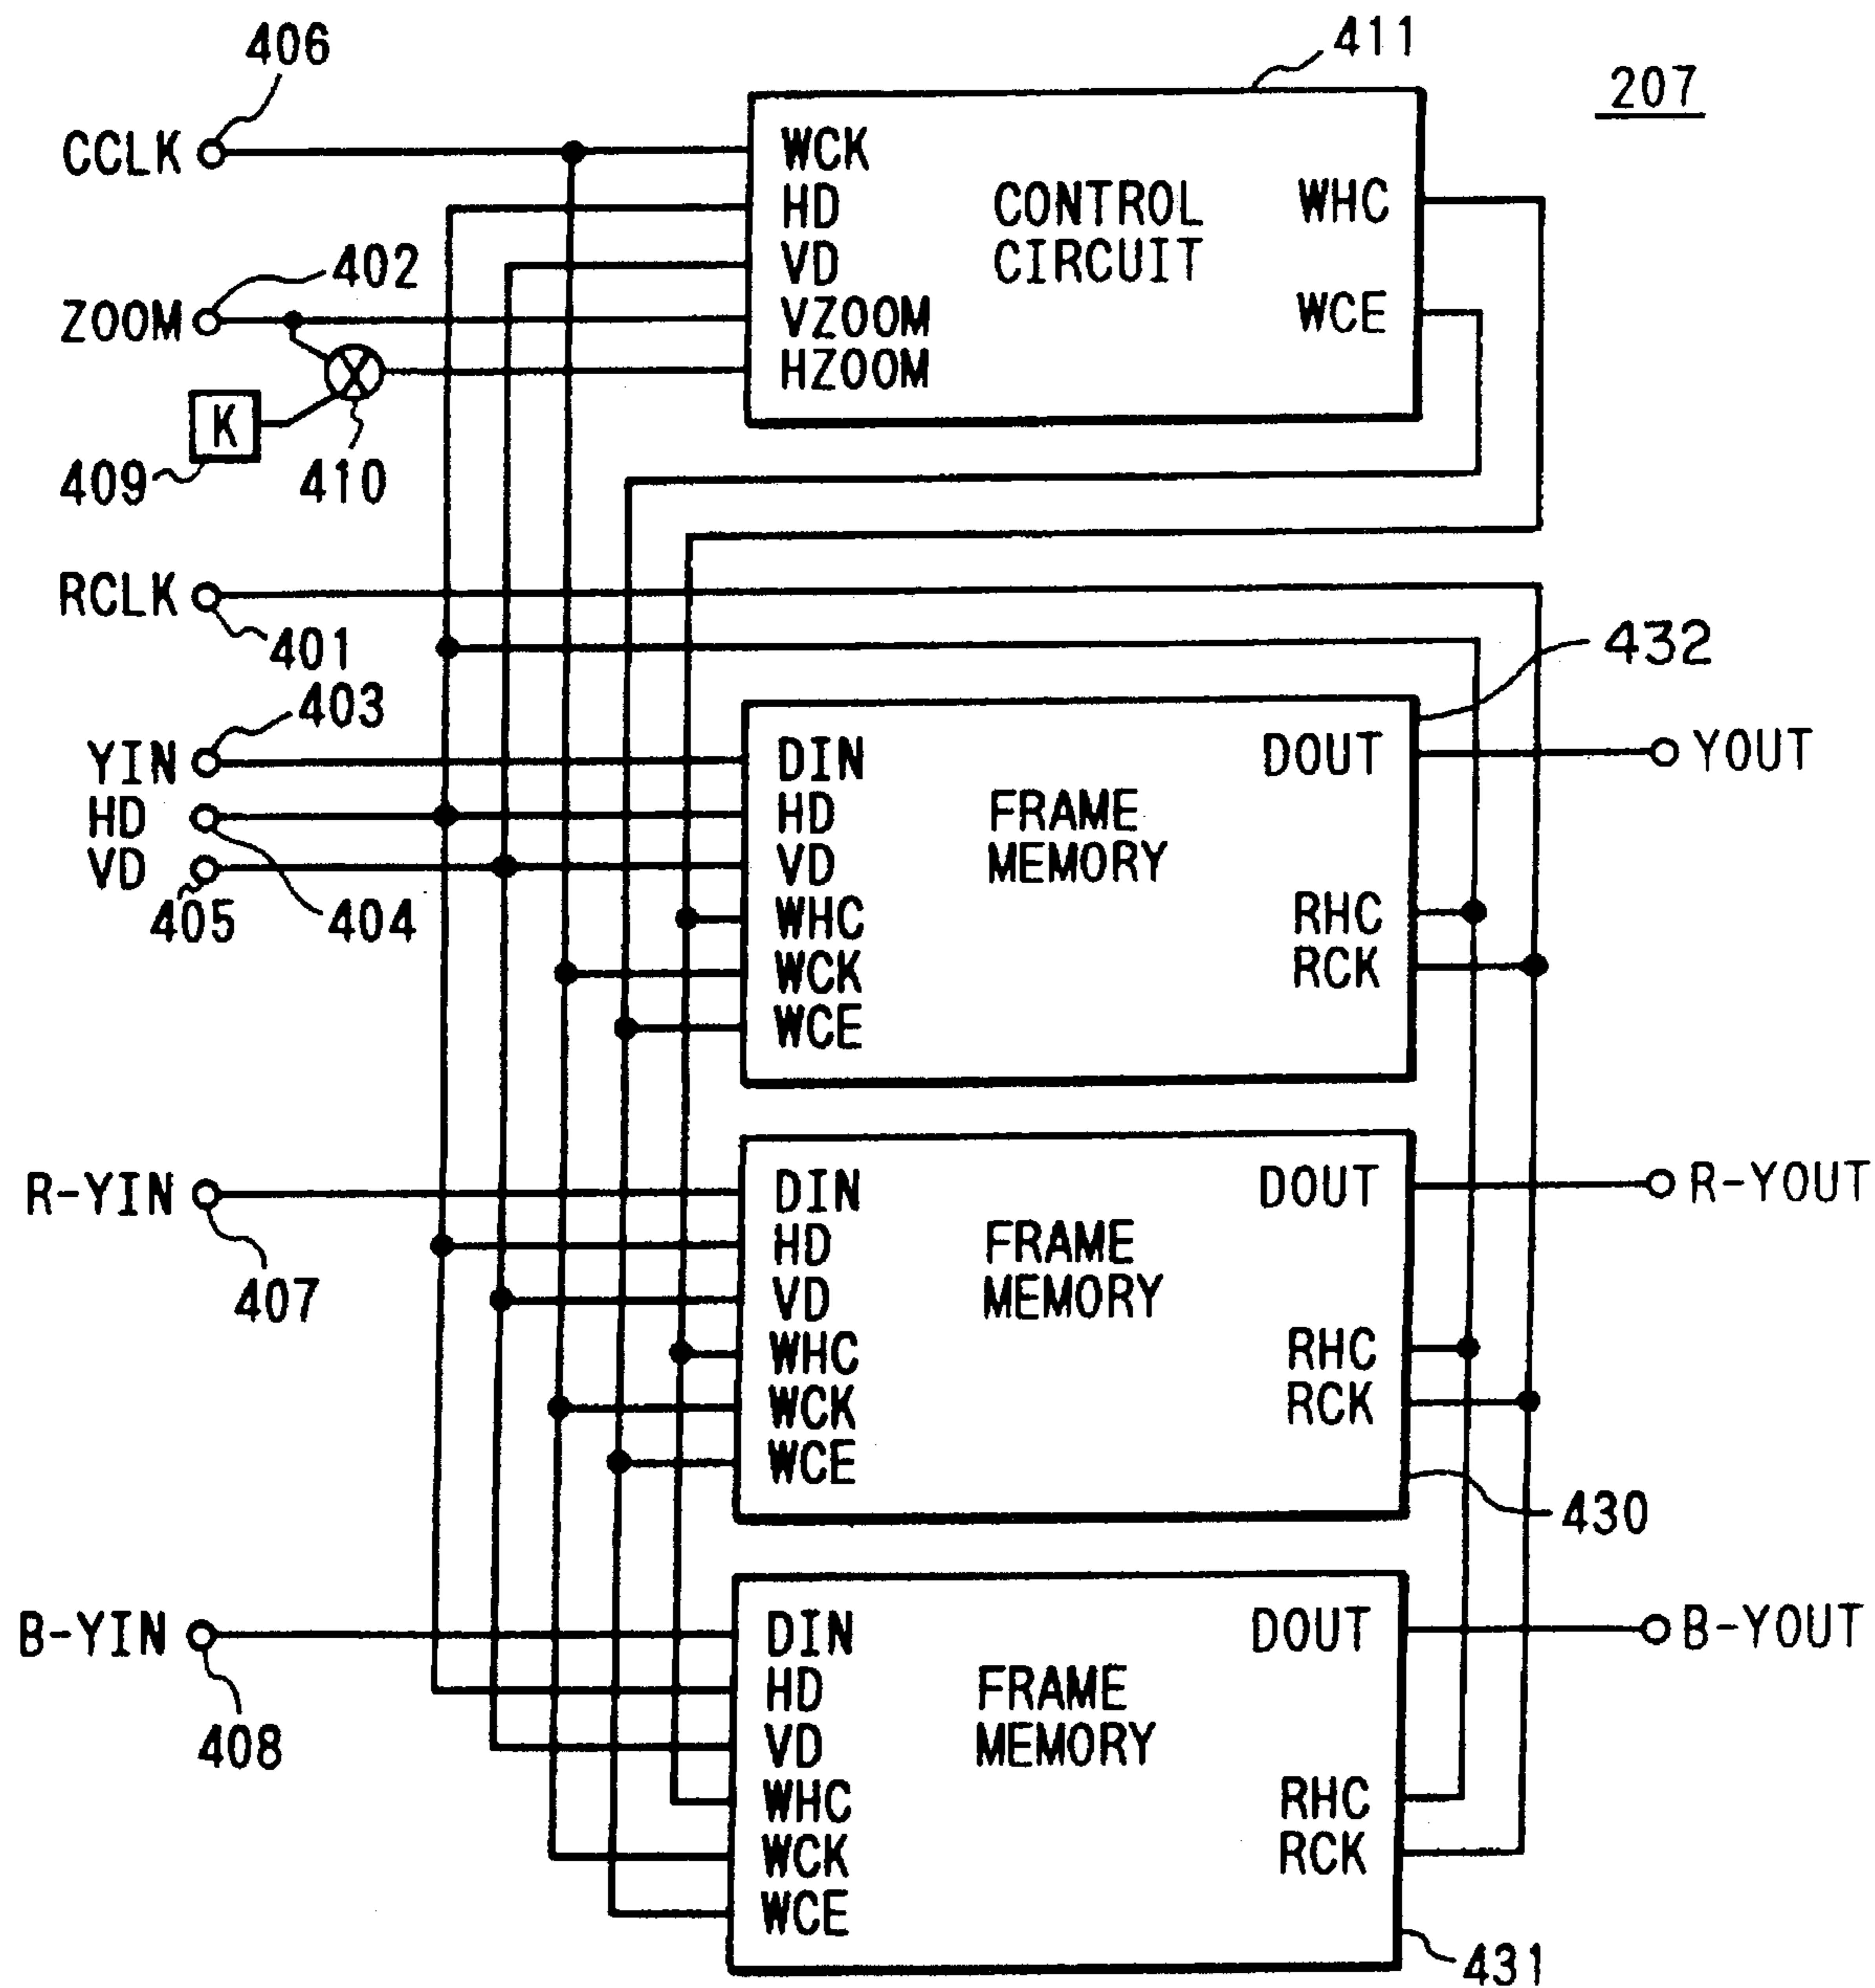 406
411
207
CCLK
WCK
HD
VD
VZOOM
HZOOM
CONTROL
CIRCUIT
WHC
WCE
402
ZOOM
K
409
410
RCLK
401
432
403
YIN
HD
VD
405
404
DIN
HD
VD
WHC
WCK
WCE
FRAME
MEMORY
DOUT
RHC
RCK
YOUT
R-YIN
407
DIN
HD
VD
WHC
WCK
WCE
FRAME
MEMORY
DOUT
RHC
RCK
R-YOUT
430
B-YIN
408
DIN
HD
VD
WHC
WCK
WCE
FRAME
MEMORY
DOUT
RHC
RCK
B-YOUT
431